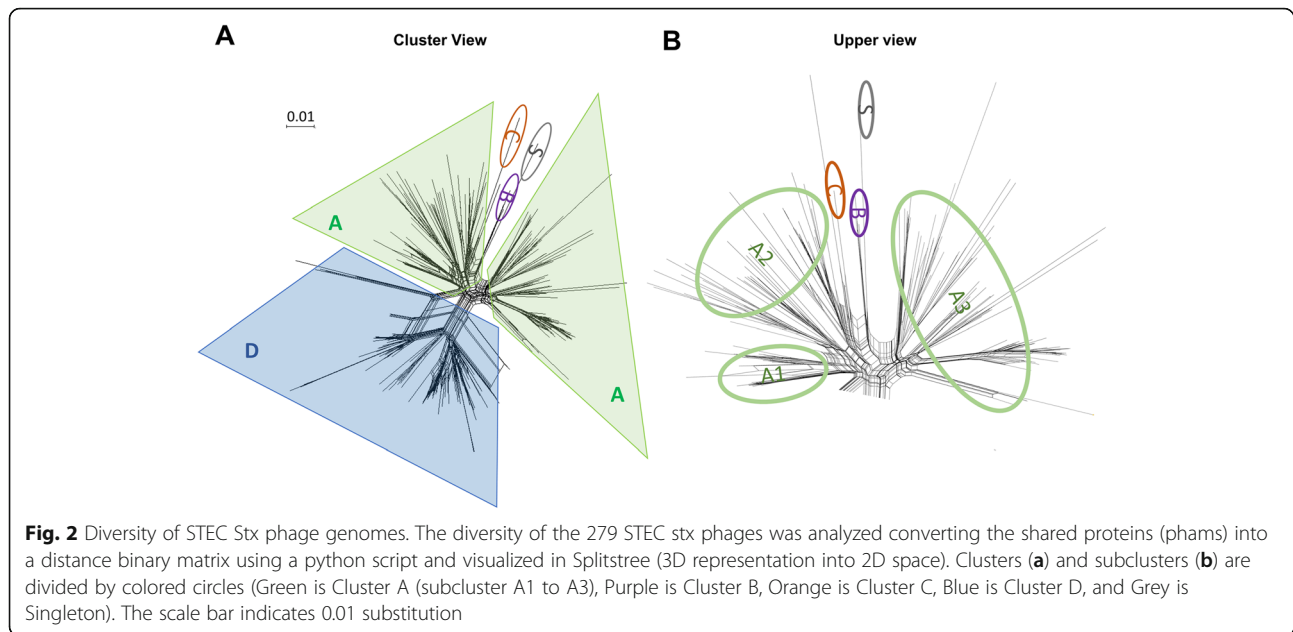 A
Cluster View
B
Upper view
0.01
C
S
B
A
D
A
S
C
B
A2
A3
A1
Fig. 2 Diversity of STEC Stx phage genomes. The diversity of the 279 STEC stx phages was analyzed converting the shared proteins (phams) into
a distance binary matrix using a python script and visualized in Splitstree (3D representation into 2D space). Clusters (a) and subclusters (b) are
divided by colored circles (Green is Cluster A (subcluster A1 to A3), Purple is Cluster B, Orange is Cluster C, Blue is Cluster D, and Grey is
Singleton). The scale bar indicates 0.01 substitution